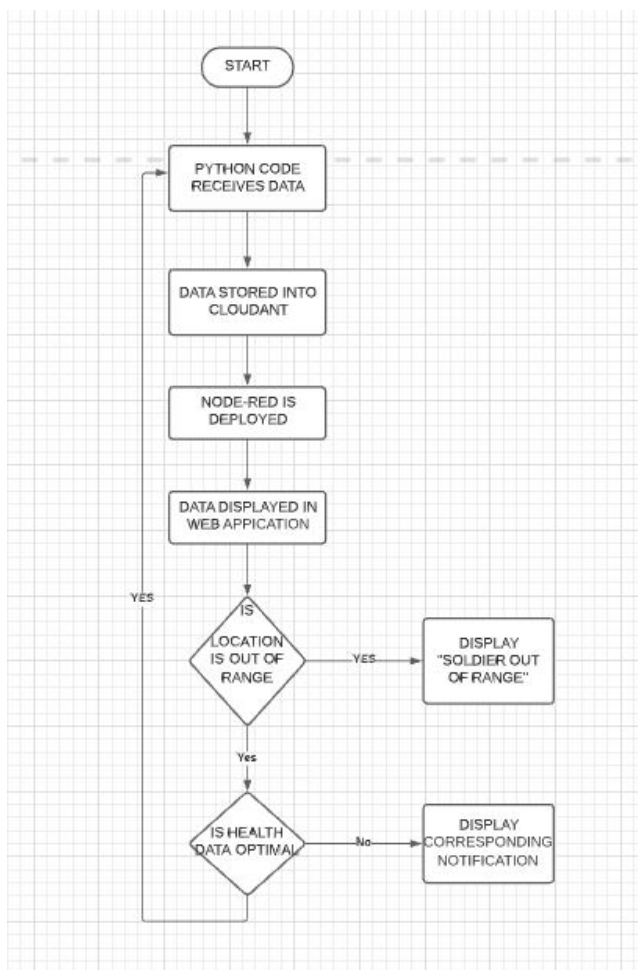 START
PYTHON CODE
RECEIVES DATA
DATA STORED INTO
CLOUDANT
NODE-RED IS
DEPLOYED
DATA DISPLAYED IN
WEB APPICATION
YES
IS
LOCATION
IS OUT OF
RANGE
YES
DISPLAY
"SOLDIER OUT
OF RANGE"
Yes
IS HEALTH
DATA OPTIMAL
No
DISPLAY
CORRESPONDING
NOTIFICATION